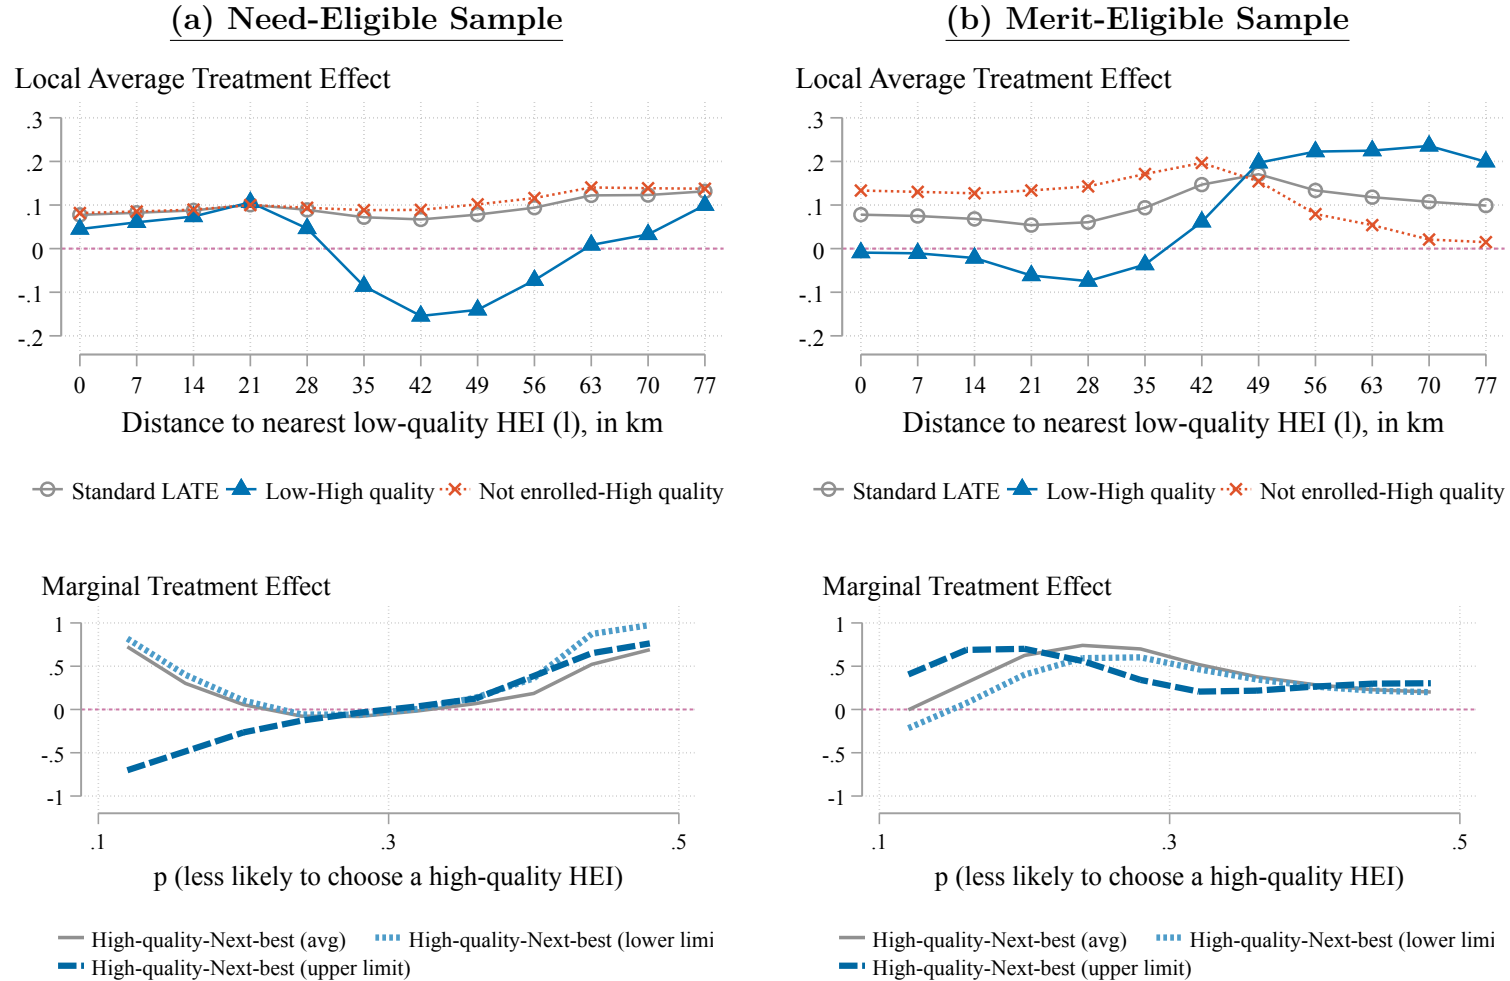 (a) Need-Eligible Sample
Local Average Treatment Effect
.3
.2
.1
0
-.1
-.2
0 7 14 21 28 35 42 49 56 63 70 77
Distance to nearest low-quality HEI (l), in km
Standard LATE Low-High quality Not enrolled-High quality
Marginal Treatment Effect
1
.5
0
-.5
-1
.1 .3 .5
p (less likely to choose a high-quality HEI)
High-quality-Next-best (avg) High-quality-Next-best (lower limi
High-quality-Next-best (upper limit)
(b) Merit-Eligible Sample
Local Average Treatment Effect
.3
.2
.1
0
-.1
-.2
0 7 14 21 28 35 42 49 56 63 70 77
Distance to nearest low-quality HEI (l), in km
Standard LATE Low-High quality Not enrolled-High quality
Marginal Treatment Effect
1
.5
0
-.5
-1
.1 .3 .5
p (less likely to choose a high-quality HEI)
High-quality-Next-best (avg) High-quality-Next-best (lower limi
High-quality-Next-best (upper limit)